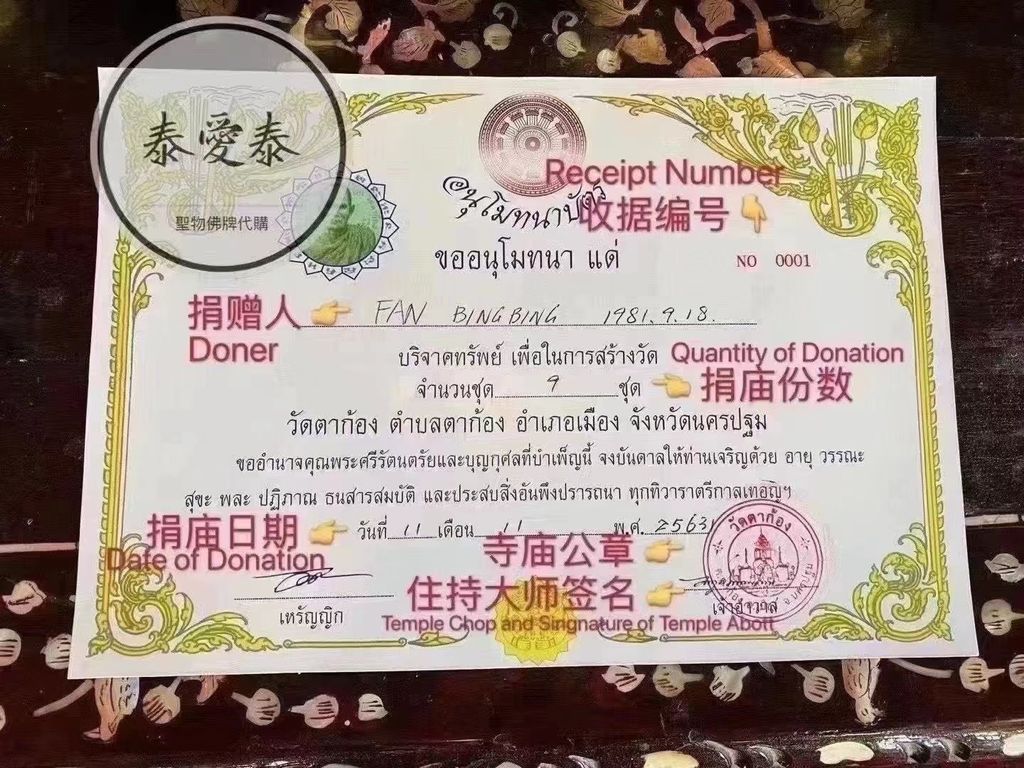 泰愛泰
聖物佛牌代購
อนุโมทนาบัตร
Receipt Number
收据编号
ขออนุโมทนา แด่
NO 0001
捐赠人
FAN BINGBING 1981.9.18.
Doner
บริจาคทรัพย์ เพื่อในการสร้างวัด
Quantity of Donation
จำนวนชุด 9 ชุด
捐庙份数
วัดตาก้อง ตำบลตาก้อง อำเภอเมือง จังหวัดนครปฐม
ขออำนาจคุณพระศรีรัตนตรัยและบุญกุศลที่บำเพ็ญนี้ จงบันดาลให้ท่านเจริญด้วย อายุ วรรณะ
สุขะ พละ ปฏิภาณ ธนสารสมบัติ และประสบสิ่งอันพึงปรารถนา ทุกทิวาราตรีกาลเทอญฯ
捐庙日期
วันที่ 11 เดือน 11 พ.ศ. 2563
Date of Donation
寺庙公章
วัดตาก้อง
住持大师签名
เหรัญญิก
เจ้าอาวาส
Temple Chop and Singnature of Temple Abott